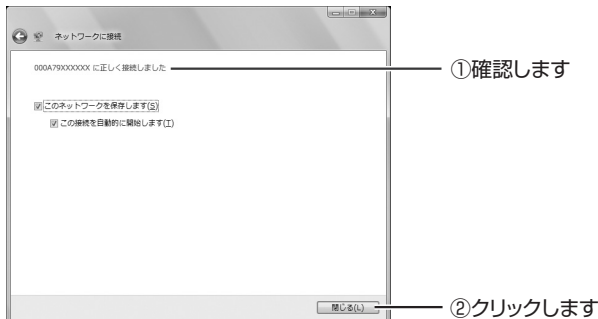 ネットワークに接続
000A79XXXXXX に正しく接続しました
①確認します
このネットワークを保存します(S)
この接続を自動的に開始します(T)
閉じる(L)
②クリックします